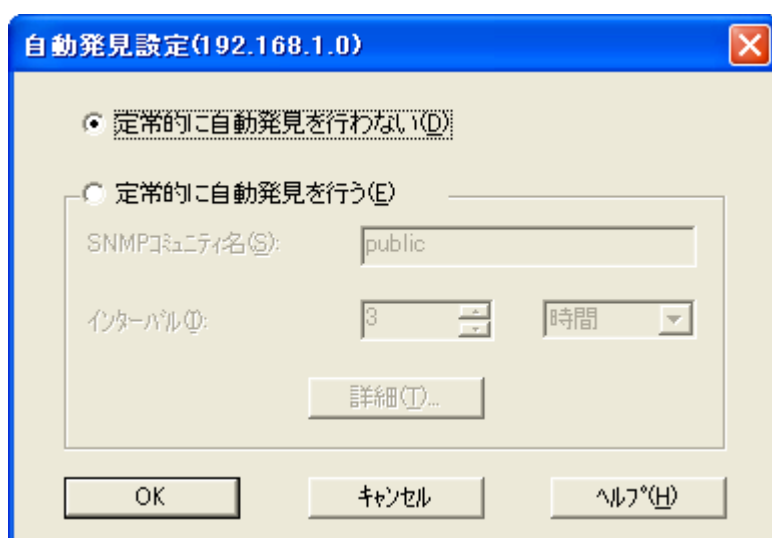 自動発見設定(192.168.1.0)
定常的に自動発見を行わない(D)
定常的に自動発見を行う(E)
SNMPコミュニティ名(S):
public
インターバル(I):
3
時間
詳細(T)...
OK
キャンセル
ヘルプ(H)